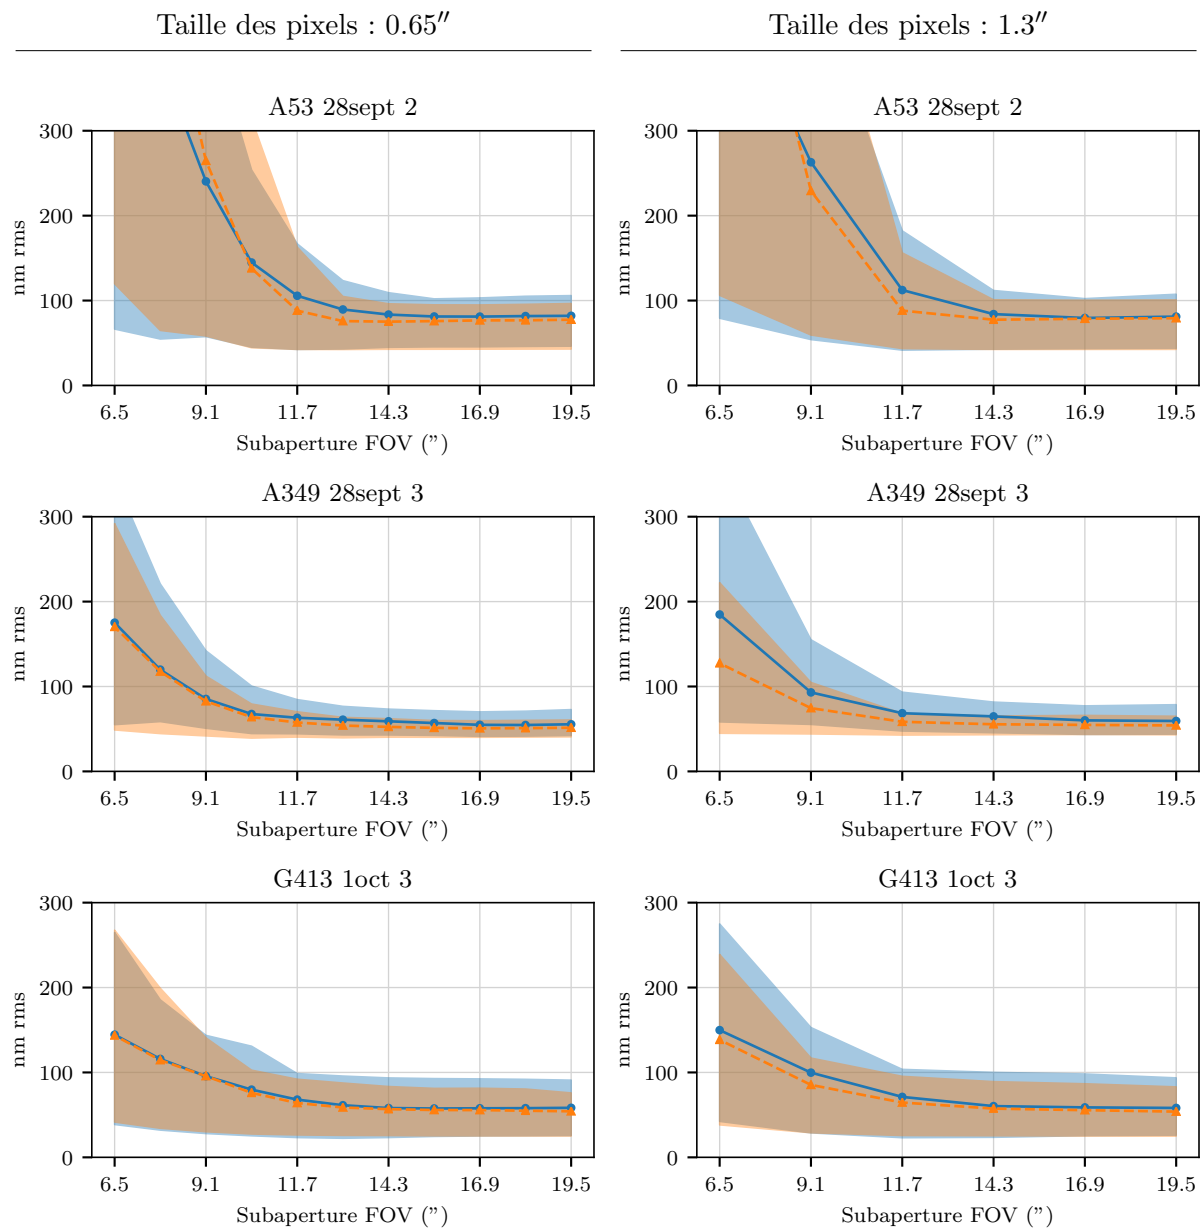 Taille des pixels : 0.65″
Taille des pixels : 1.3″
A53 28sept 2
300
200
100
0
nm rms
6.5 9.1 11.7 14.3 16.9 19.5
Subaperture FOV (”)
A53 28sept 2
300
200
100
0
nm rms
6.5 9.1 11.7 14.3 16.9 19.5
Subaperture FOV (”)
A349 28sept 3
300
200
100
0
nm rms
6.5 9.1 11.7 14.3 16.9 19.5
Subaperture FOV (”)
A349 28sept 3
300
200
100
0
nm rms
6.5 9.1 11.7 14.3 16.9 19.5
Subaperture FOV (”)
G413 1oct 3
300
200
100
0
nm rms
6.5 9.1 11.7 14.3 16.9 19.5
Subaperture FOV (”)
G413 1oct 3
300
200
100
0
nm rms
6.5 9.1 11.7 14.3 16.9 19.5
Subaperture FOV (”)